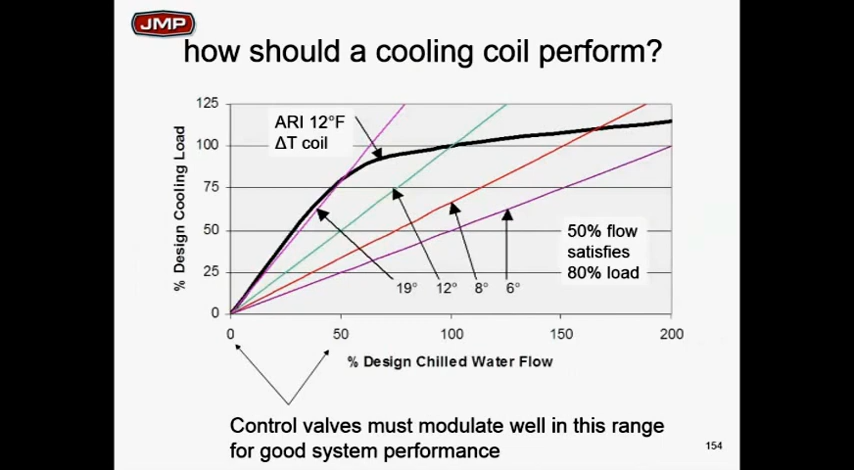 JMP
how should a cooling coil perform?
ARI 12°F
ΔT coil
% Design Cooling Load
125
100
75
50
25
0
19°
12°
8°
6°
50% flow
satisfies
80% load
0
50
100
150
200
% Design Chilled Water Flow
Control valves must modulate well in this range
for good system performance
154